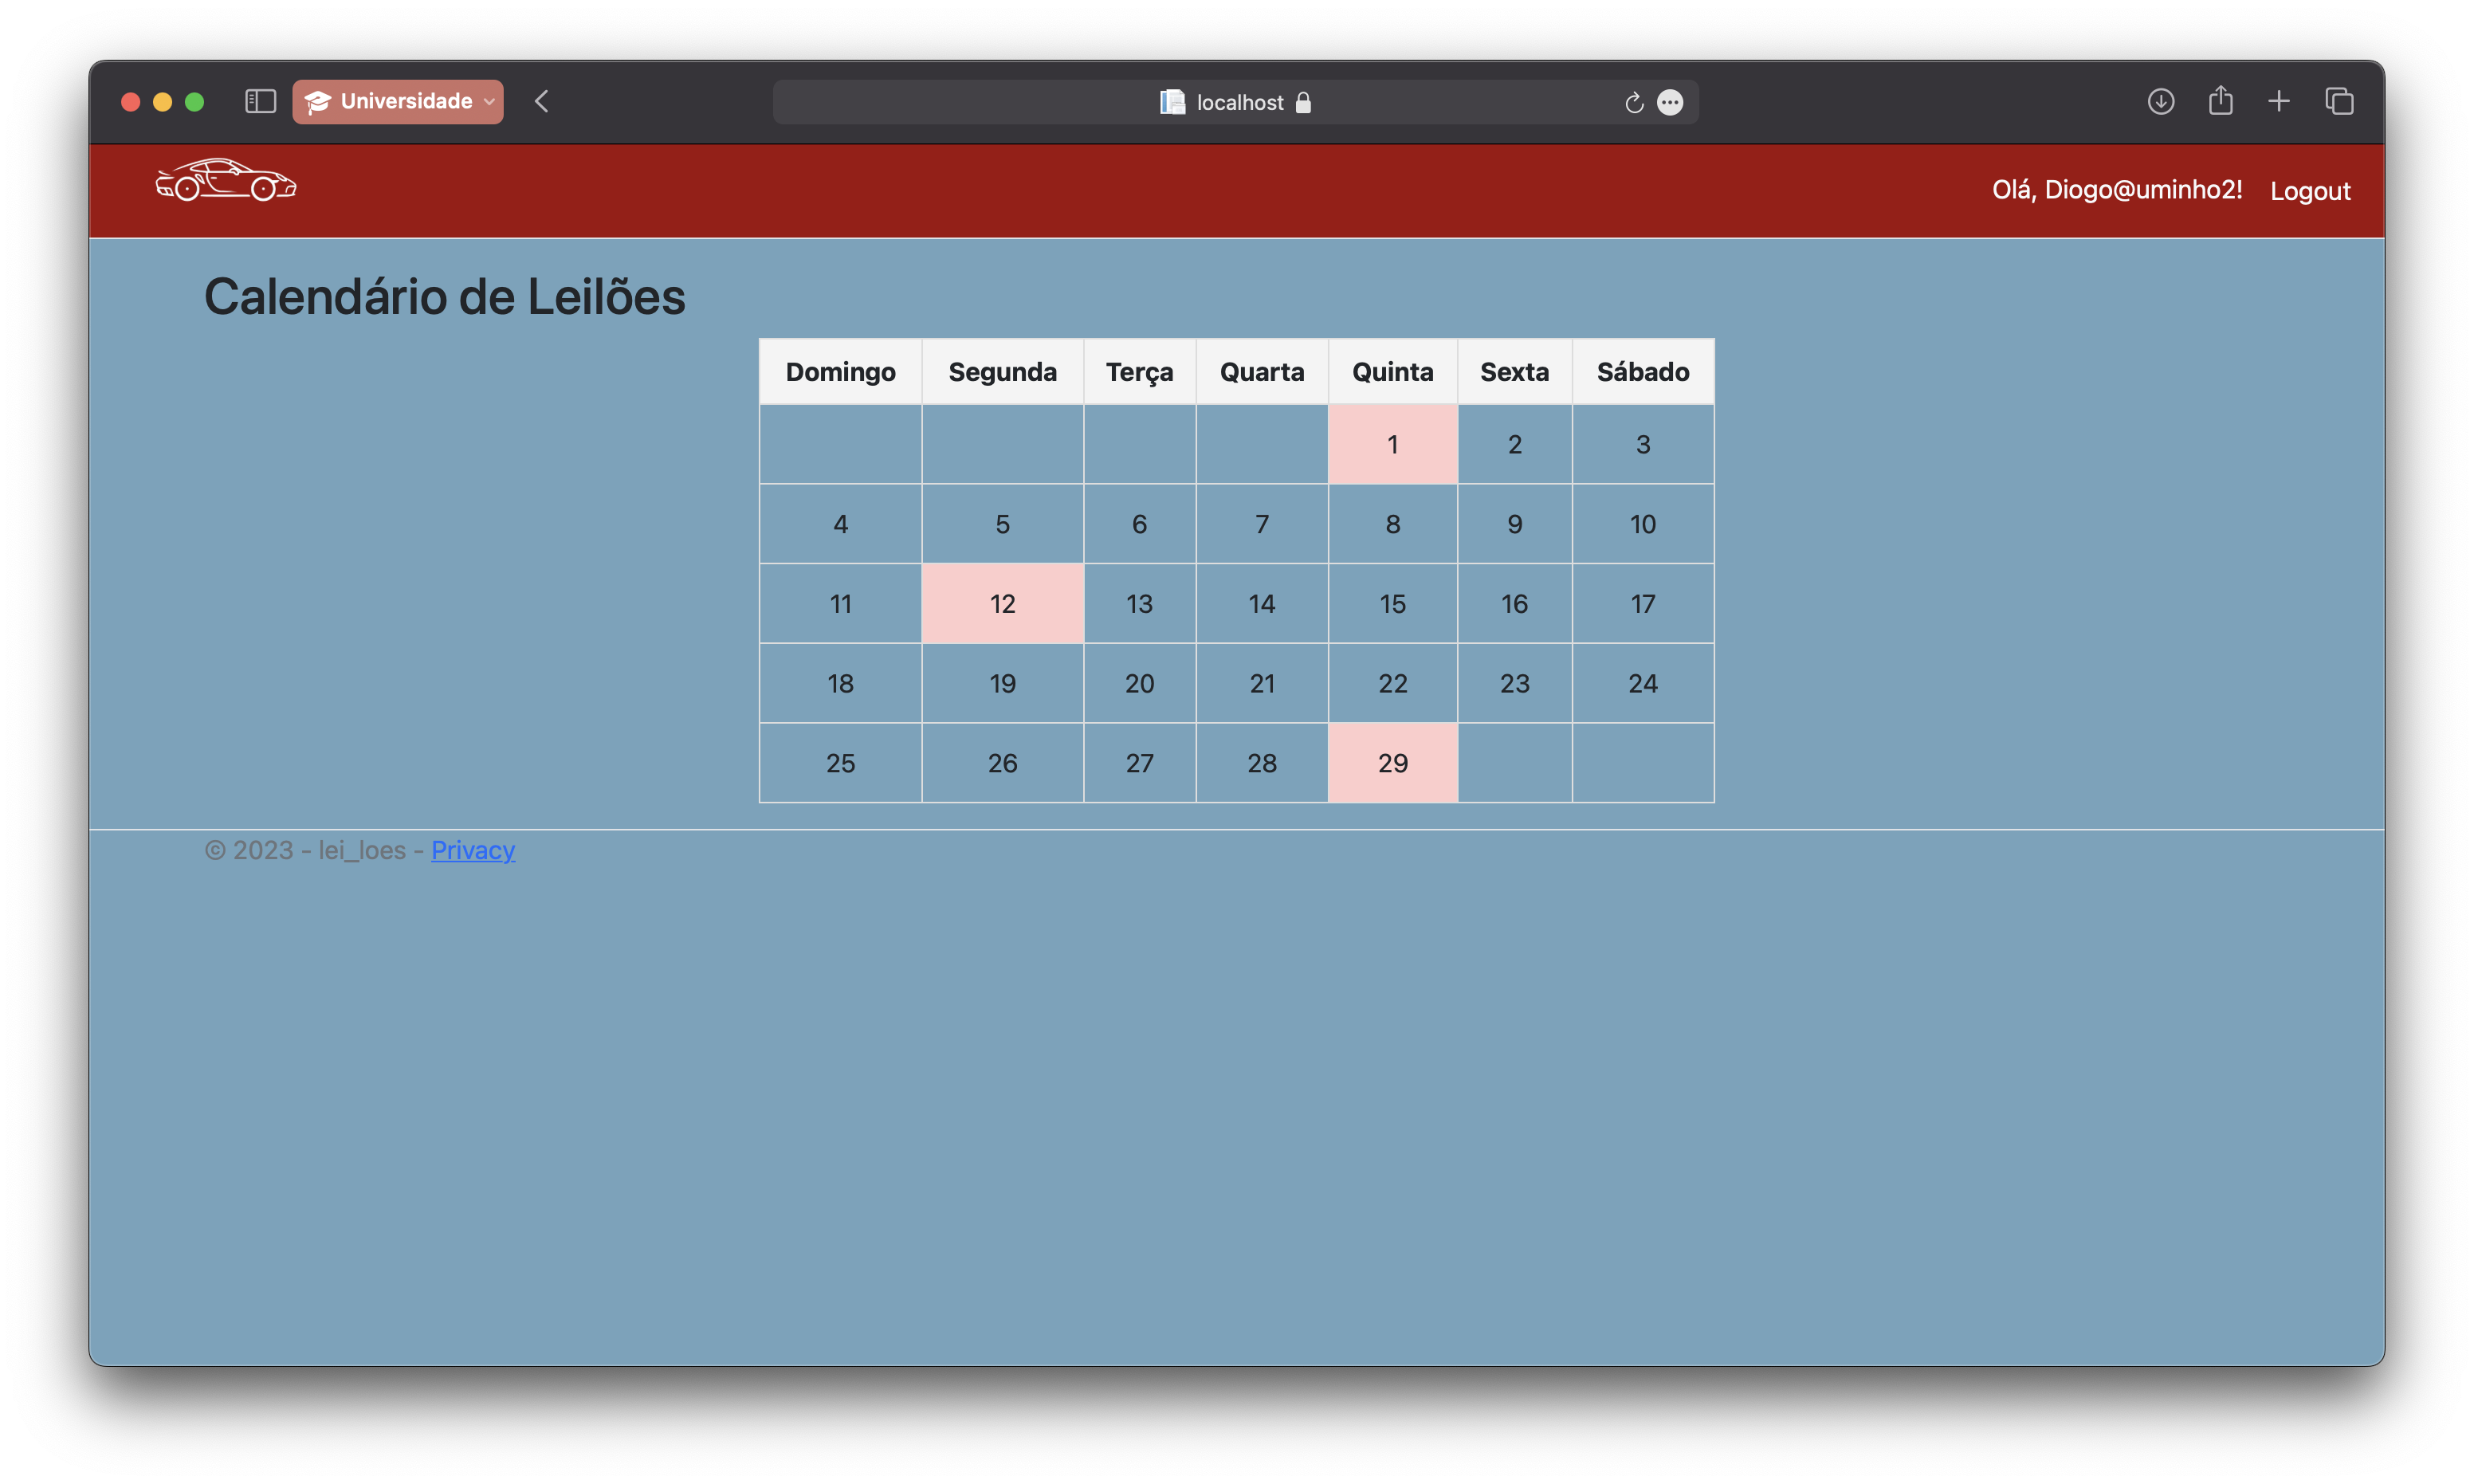 Universidade
localhost
Olá, Diogo@uminho2! Logout
Calendário de Leilões
Domingo Segunda Terça Quarta Quinta Sexta Sábado
1 2 3
4 5 6 7 8 9 10
11 12 13 14 15 16 17
18 19 20 21 22 23 24
25 26 27 28 29
© 2023 - lei_loes - Privacy